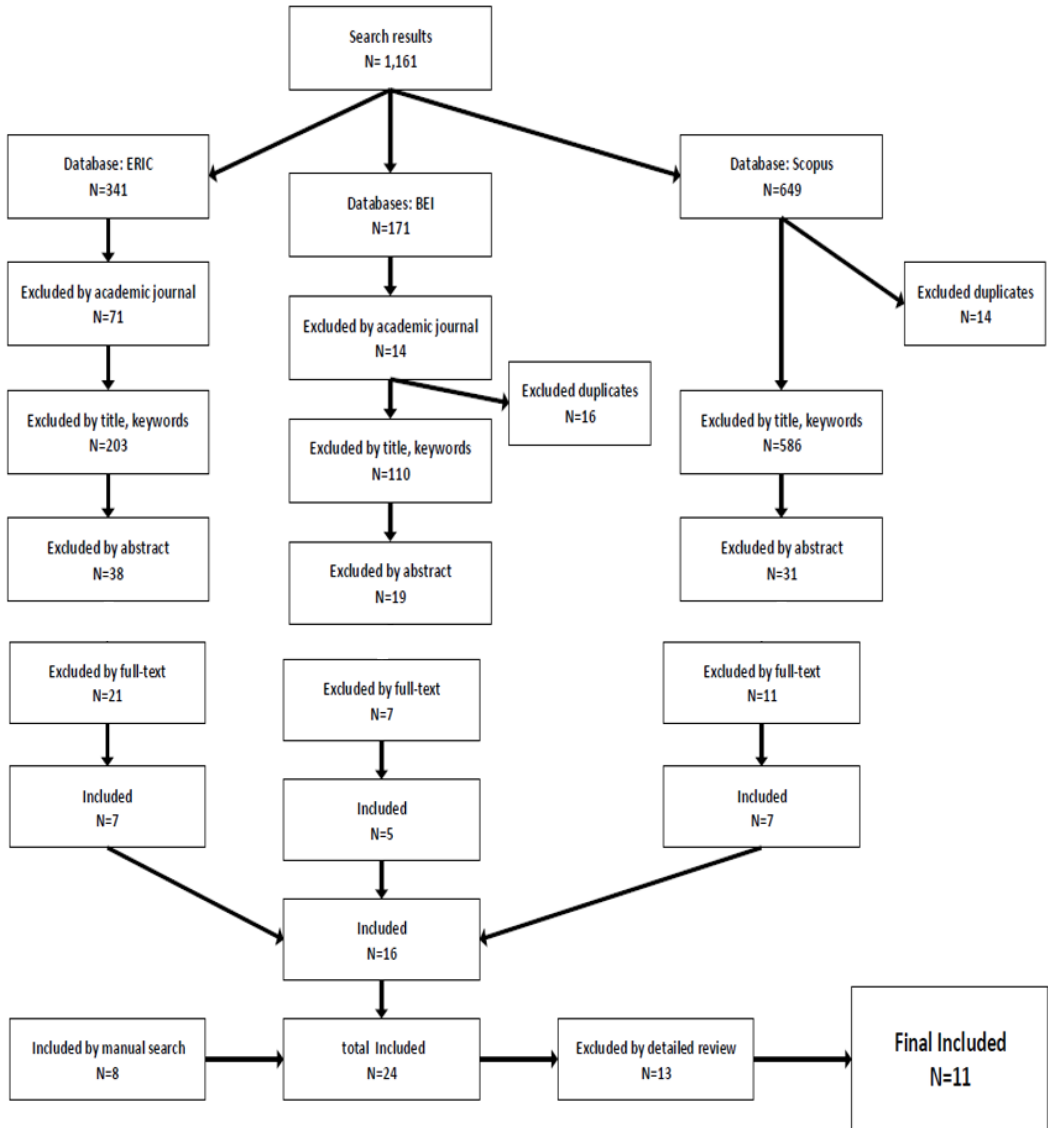 Search results
N= 1,161
Database: ERIC
N=341
Databases: BEI
N=171
Database: Scopus
N=649
Excluded by academic journal
N=71
Excluded by academic journal
N=14
Excluded duplicates
N=14
Excluded duplicates
N=16
Excluded by title, keywords
N=203
Excluded by title, keywords
N=110
Excluded by title, keywords
N=586
Excluded by abstract
N=38
Excluded by abstract
N=19
Excluded by abstract
N=31
Excluded by full-text
N=21
Excluded by full-text
N=7
Excluded by full-text
N=11
Included
N=7
Included
N=5
Included
N=7
Included
N=16
Included by manual search
N=8
total Included
N=24
Excluded by detailed review
N=13
Final Included
N=11